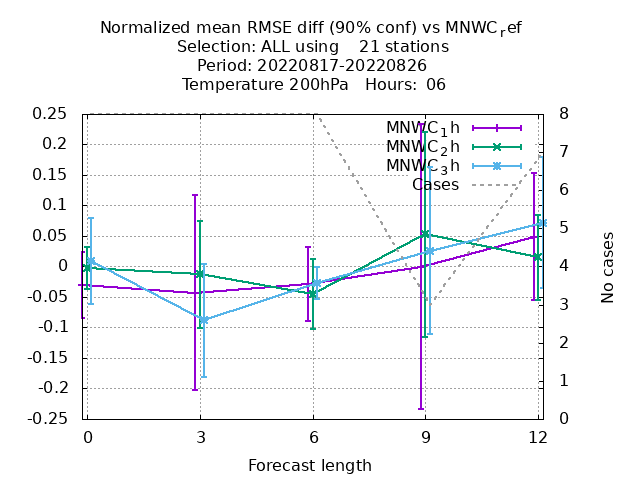 Normalized mean RMSE diff (90% conf) vs MNWC_ref
Selection: ALL using 21 stations
Period: 20220817-20220826
Temperature 200hPa Hours: 06
0.25
0.2
0.15
0.1
0.05
0
-0.05
-0.1
-0.15
-0.2
-0.25
MNWC_1h
MNWC_2h
MNWC_3h
Cases
8
7
6
5
4
3
2
1
0
No cases
0 3 6 9 12
Forecast length